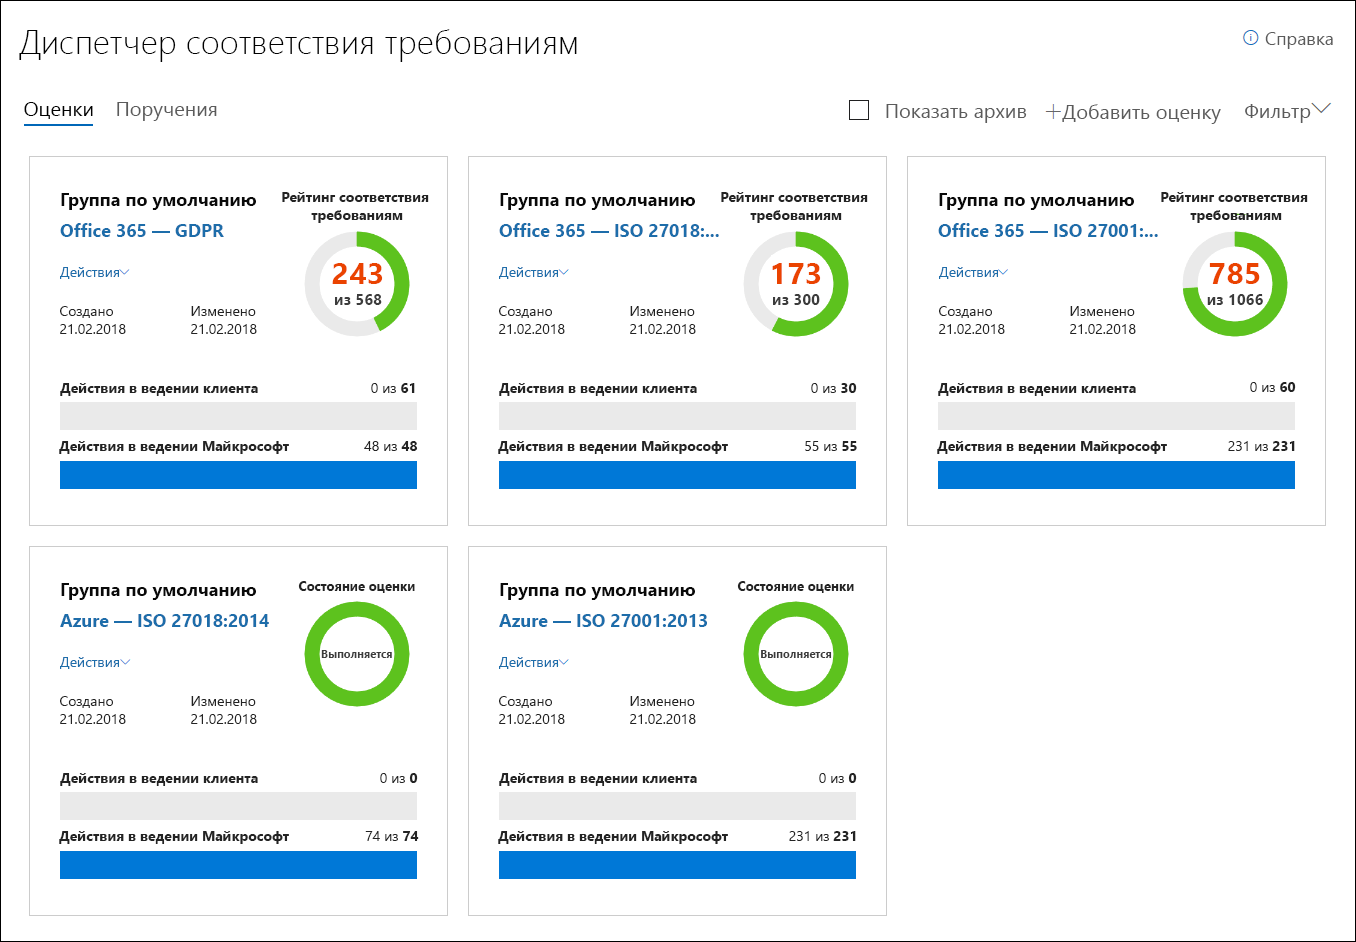 Диспетчер соответствия требованиям
Справка
Оценки Поручения
Показать архив +Добавить оценку Фильтр
Группа по умолчанию
Office 365 — GDPR
Рейтинг соответствия
требованиям
243
из 568
Действия
Создано Изменено
21.02.2018 21.02.2018
Действия в ведении клиента 0 из 61
Действия в ведении Майкрософт 48 из 48
Группа по умолчанию
Office 365 — ISO 27018:...
Рейтинг соответствия
требованиям
173
из 300
Действия
Создано Изменено
21.02.2018 21.02.2018
Действия в ведении клиента 0 из 30
Действия в ведении Майкрософт 55 из 55
Группа по умолчанию
Office 365 — ISO 27001:...
Рейтинг соответствия
требованиям
785
из 1066
Действия
Создано Изменено
21.02.2018 21.02.2018
Действия в ведении клиента 0 из 60
Действия в ведении Майкрософт 231 из 231
Группа по умолчанию
Azure — ISO 27018:2014
Состояние оценки
Выполняется
Действия
Создано Изменено
21.02.2018 21.02.2018
Действия в ведении клиента 0 из 0
Действия в ведении Майкрософт 74 из 74
Группа по умолчанию
Azure — ISO 27001:2013
Состояние оценки
Выполняется
Действия
Создано Изменено
21.02.2018 21.02.2018
Действия в ведении клиента 0 из 0
Действия в ведении Майкрософт 231 из 231